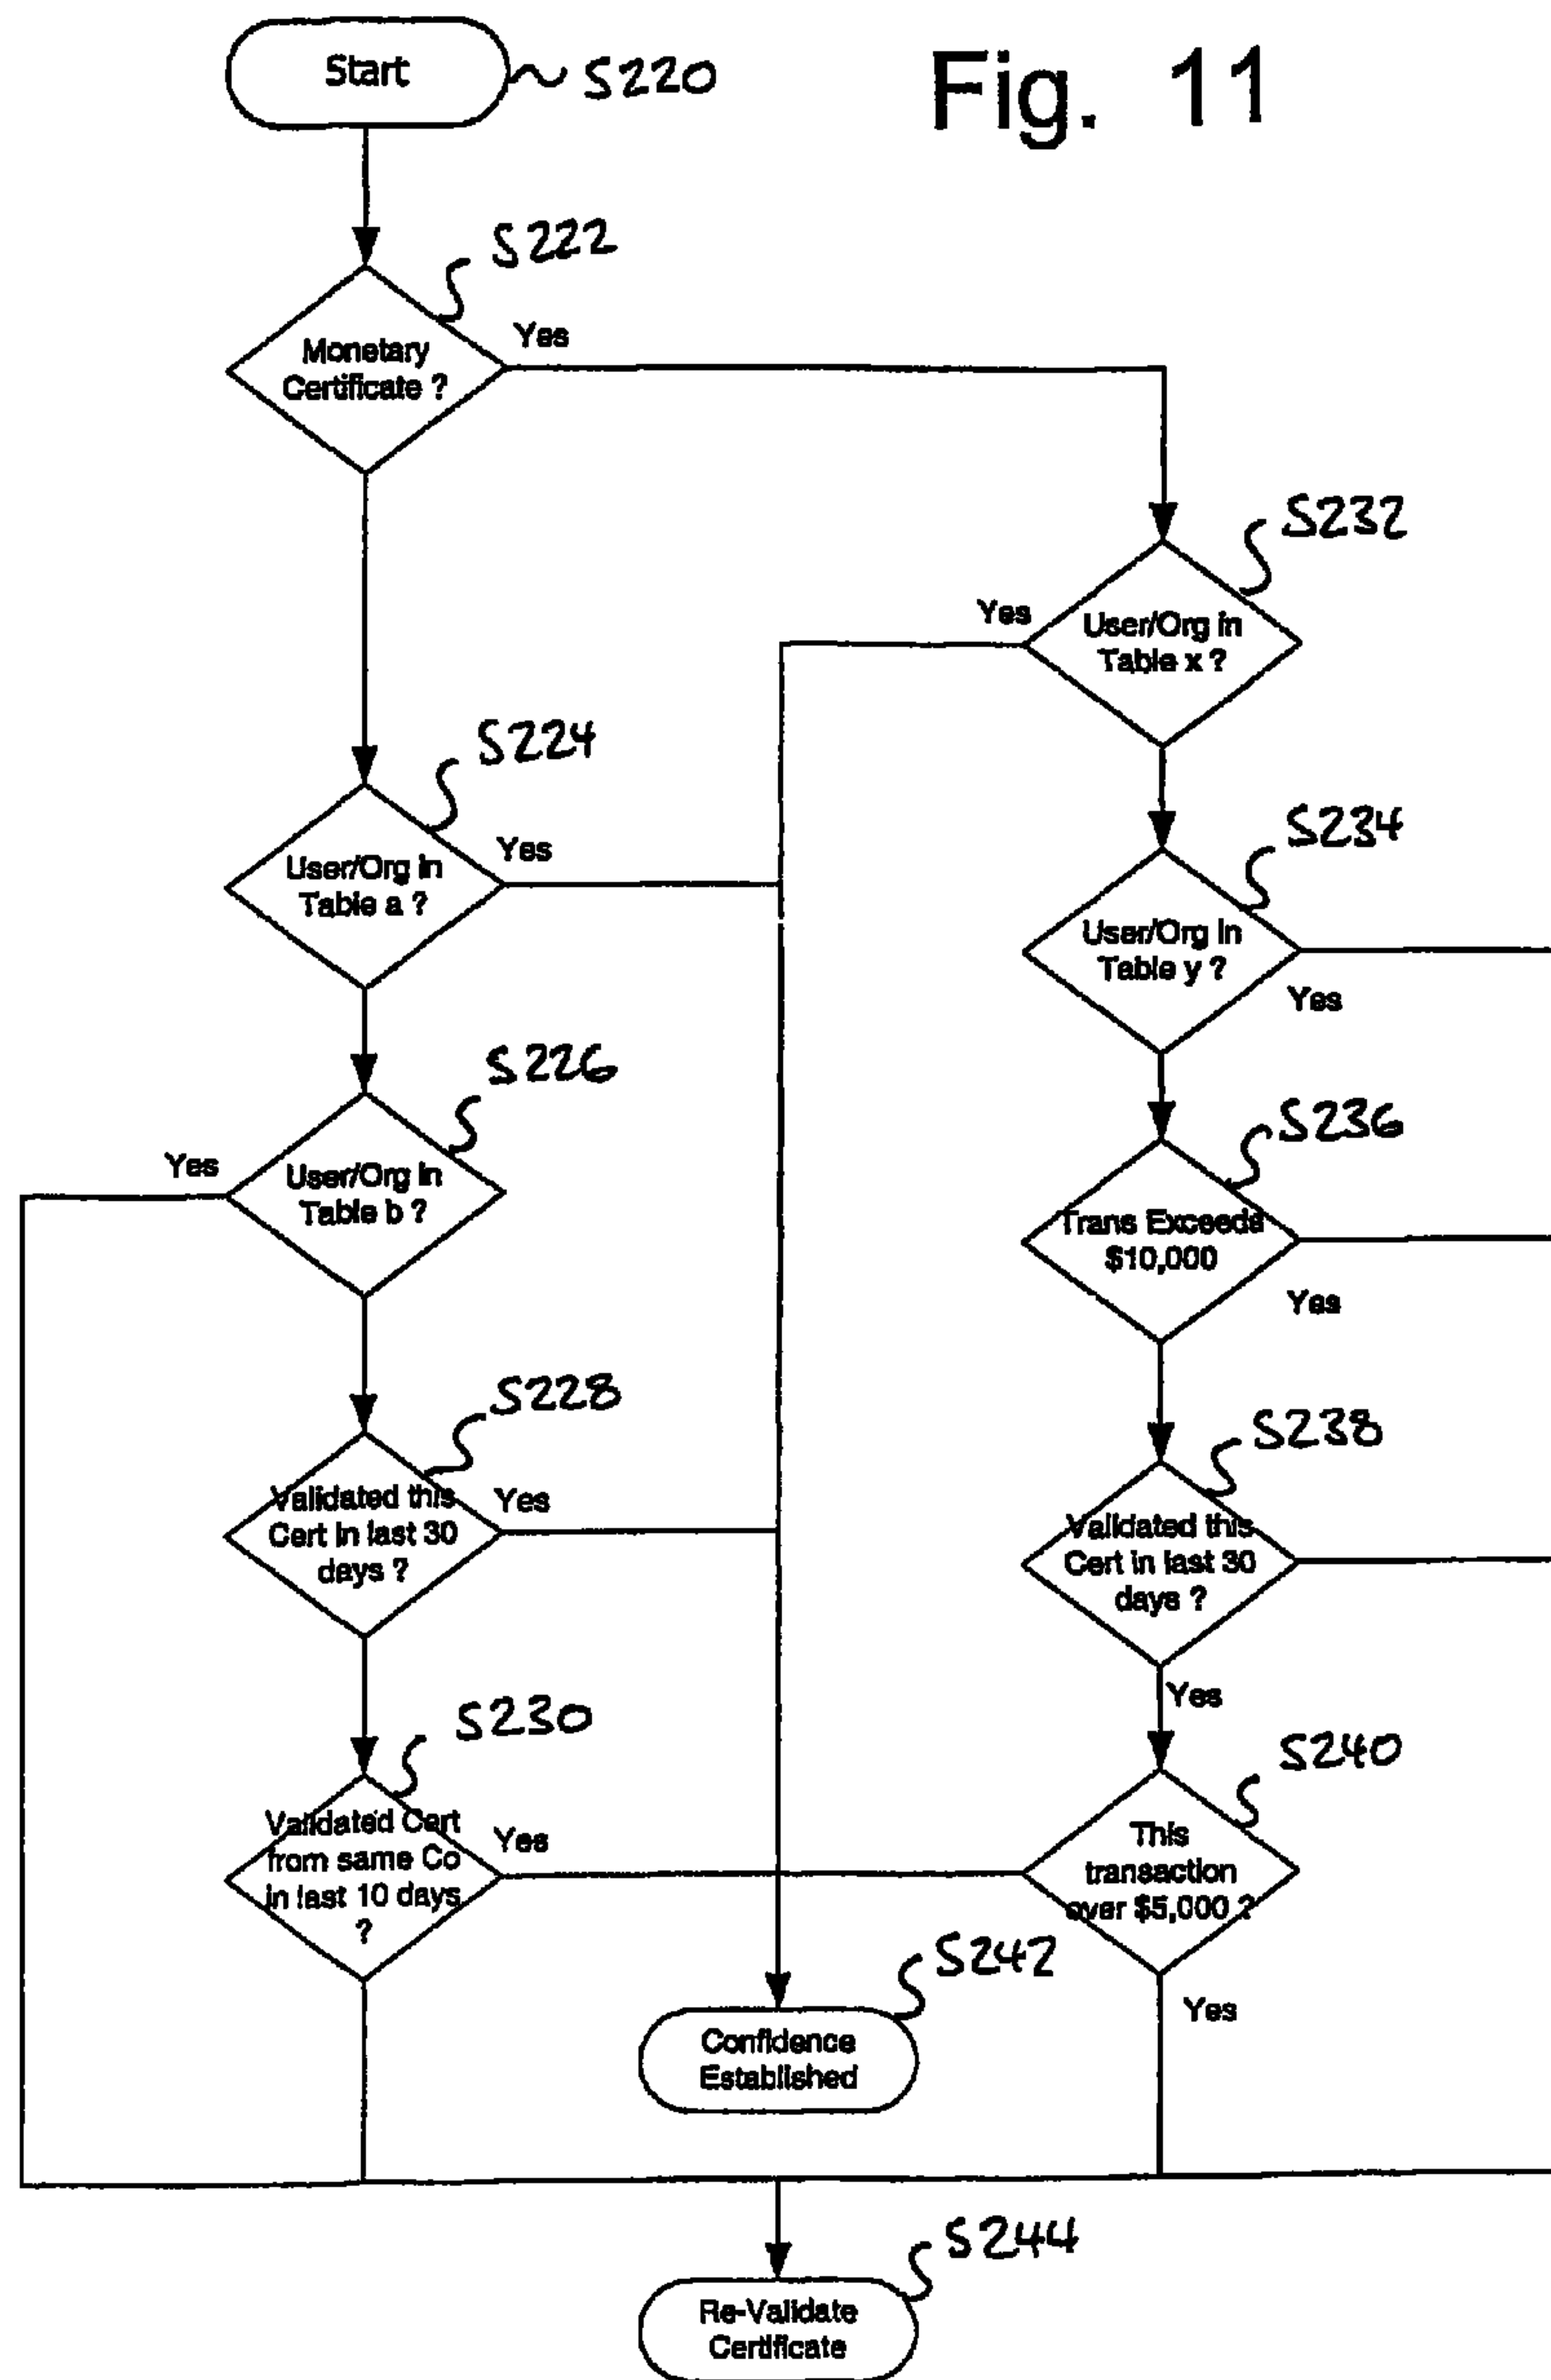 Start
S220
Fig. 11
S222
Monetary
Certificate ?
Yes
S232
Yes
User/Org in
Table x ?
S224
User/Org in
Table a ?
Yes
S234
User/Org in
Table y ?
Yes
S226
Yes
User/Org in
Table b ?
S236
Trans Exceeds
$10,000
Yes
S228
Validated this
Cert in last 30
days ?
Yes
S238
Validated this
Cert in last 30
days ?
Yes
S230
Validated Cert
from same Co
in last 10 days
?
Yes
S240
This
transaction
over $5,000 ?
Yes
S242
Confidence
Established
S244
Re-Validate
Certificate